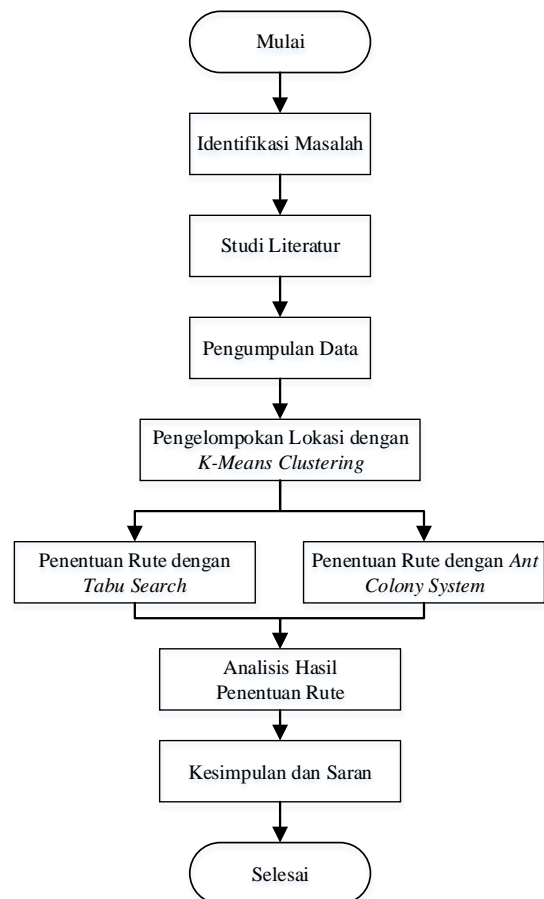 Mulai
Identifikasi Masalah
Studi Literatur
Pengumpulan Data
Pengelompokan Lokasi dengan
K-Means Clustering
Penentuan Rute dengan
Tabu Search
Penentuan Rute dengan Ant
Colony System
Analisis Hasil
Penentuan Rute
Kesimpulan dan Saran
Selesai